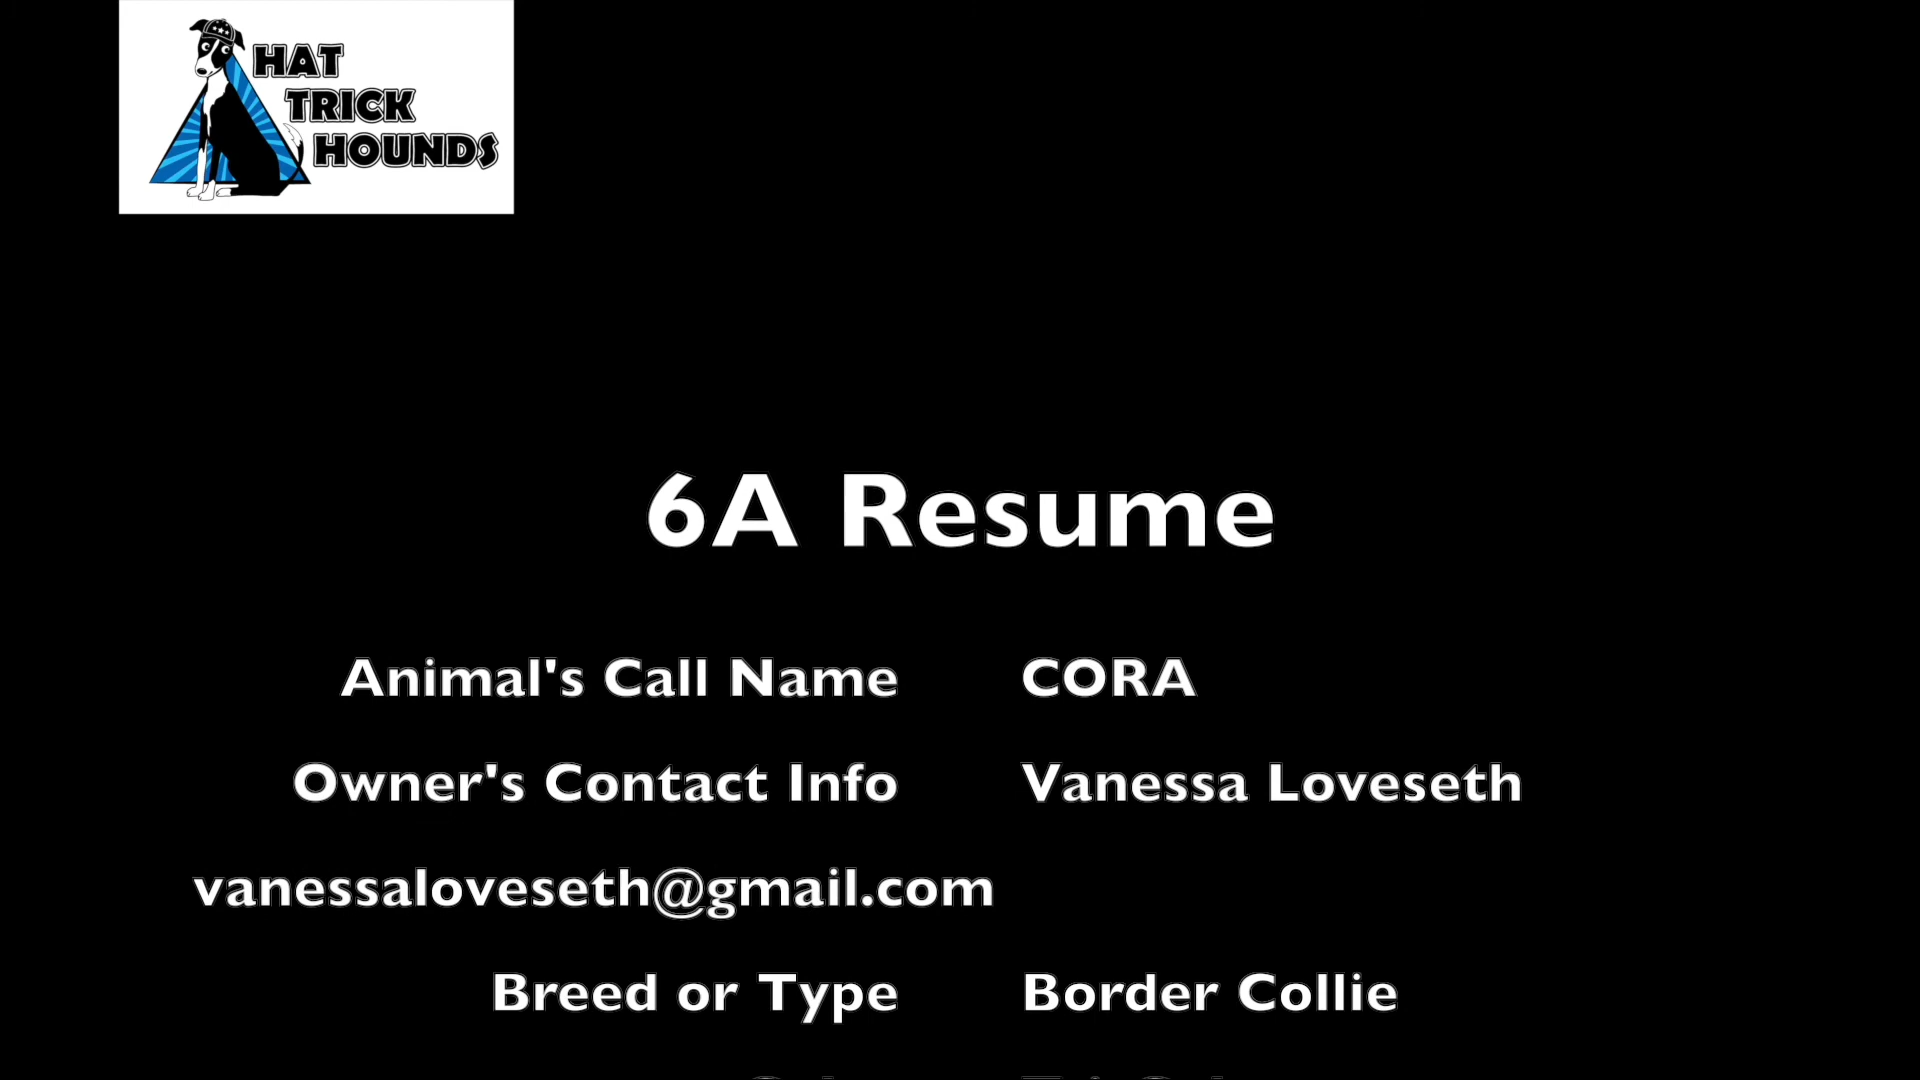 HAT
TRICK
HOUNDS
6A Resume
Animal's Call Name CORA
Owner's Contact Info Vanessa Loveseth
vanessaloveseth@gmail.com
Breed or Type Border Collie